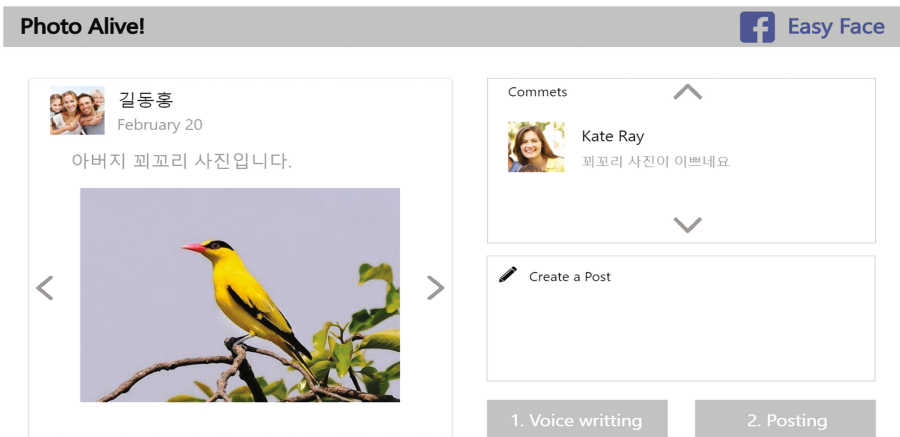 Photo Alive!
Easy Face
길동홍
February 20
아버지 꾀꼬리 사진입니다.
Commets
Kate Ray
꾀꼬리 사진이 이쁘네요
Create a Post
1. Voice writting
2. Posting